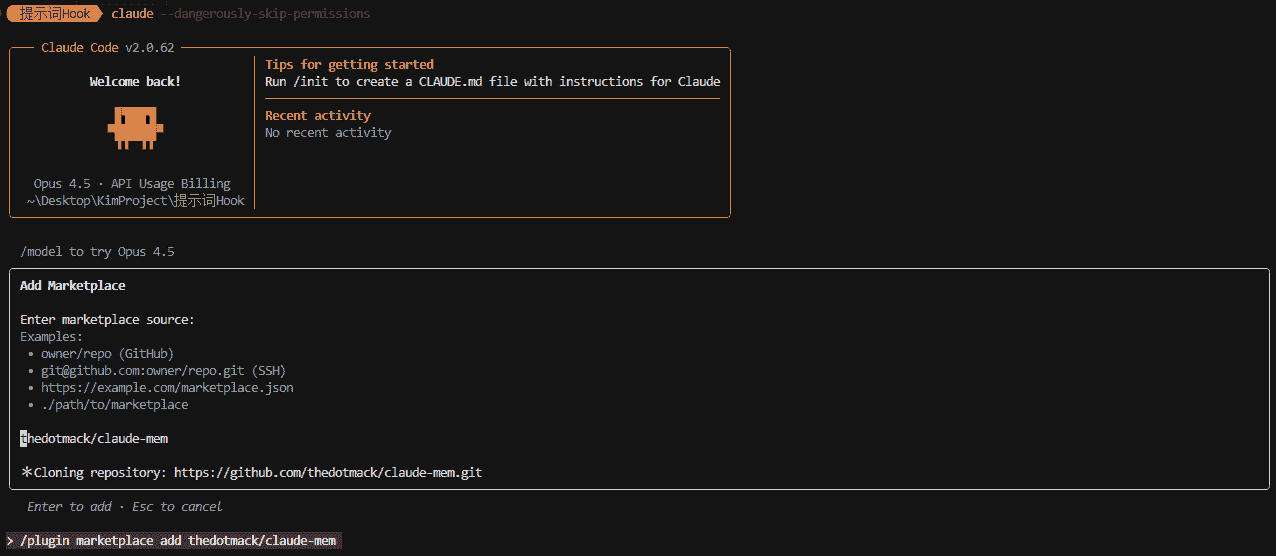 提示词Hook claude --dangerously-skip-permissions
Claude Code v2.0.62
Welcome back!
Opus 4.5 · API Usage Billing
~\Desktop\KimProject\提示词Hook
Tips for getting started
Run /init to create a CLAUDE.md file with instructions for Claude
Recent activity
No recent activity
/model to try Opus 4.5
Add Marketplace
Enter marketplace source:
Examples:
• owner/repo (GitHub)
• git@github.com:owner/repo.git (SSH)
• https://example.com/marketplace.json
• ./path/to/marketplace
thedotmack/claude-mem
*Cloning repository: https://github.com/thedotmack/claude-mem.git
Enter to add · Esc to cancel
> /plugin marketplace add thedotmack/claude-mem